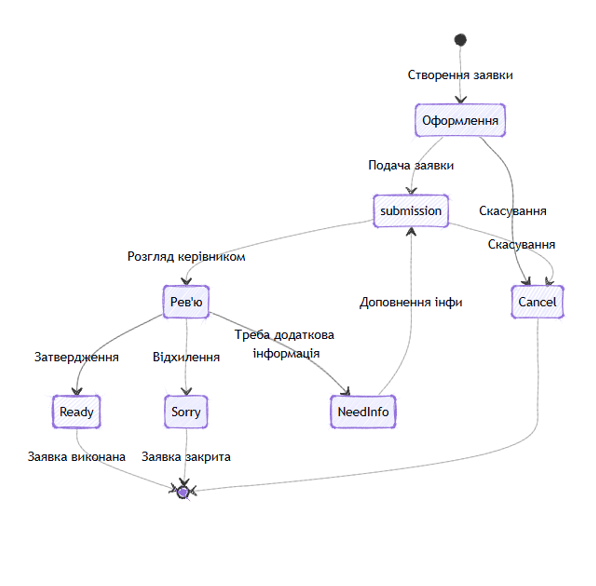 Створення заявки
Оформлення
Подача заявки
submission
Скасування
Скасування
Розгляд керівником
Рев'ю
Доповнення інфи
Cancel
Затвердження
Відхилення
Треба додаткова
інформація
Ready
Sorry
NeedInfo
Заявка виконана
Заявка закрита